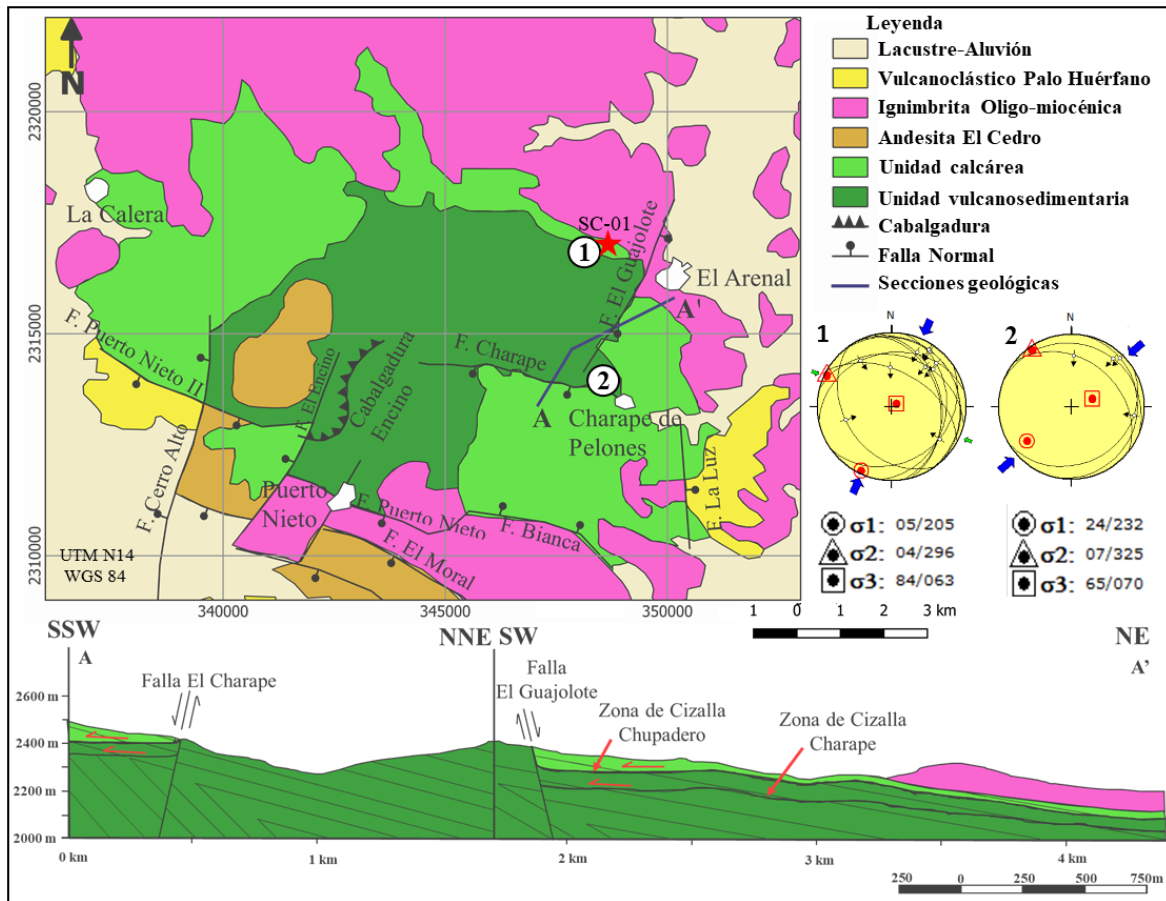 Leyenda
Lacustre-Aluvión
Vulcanoclástico Palo Huérfano
Ignimbrita Oligo-miocénica
Andesita El Cedro
Unidad calcárea
Unidad vulcanosedimentaria
Cabalgadura
Falla Normal
Secciones geológicas
N
2320000
2315000
2310000
340000
345000
350000
La Calera
SC-01
1
F. El Guajolote
El Arenal
A'
F. Puerto Nieto II
F. El Encino
Cabalgadura
Encino
F. Charape
2
A
Charape de
Pelones
F. Cerro Alto
Puerto
Nieto
F. Puerto Nieto
F. Bianca
F. La Luz
F. El Moral
UTM N14
WGS 84
1
N
2
N
σ1: 05/205
σ2: 04/296
σ3: 84/063
σ1: 24/232
σ2: 07/325
σ3: 65/070
1 0 1 2 3 km
SSW
NNE SW
NE
A
A'
Falla El Charape
Falla
El Guajolote
Zona de Cizalla
Chupadero
Zona de Cizalla
Charape
2600 m
2400 m
2200 m
2000 m
0 km
1 km
2 km
3 km
4 km
250 0 250 500 750m